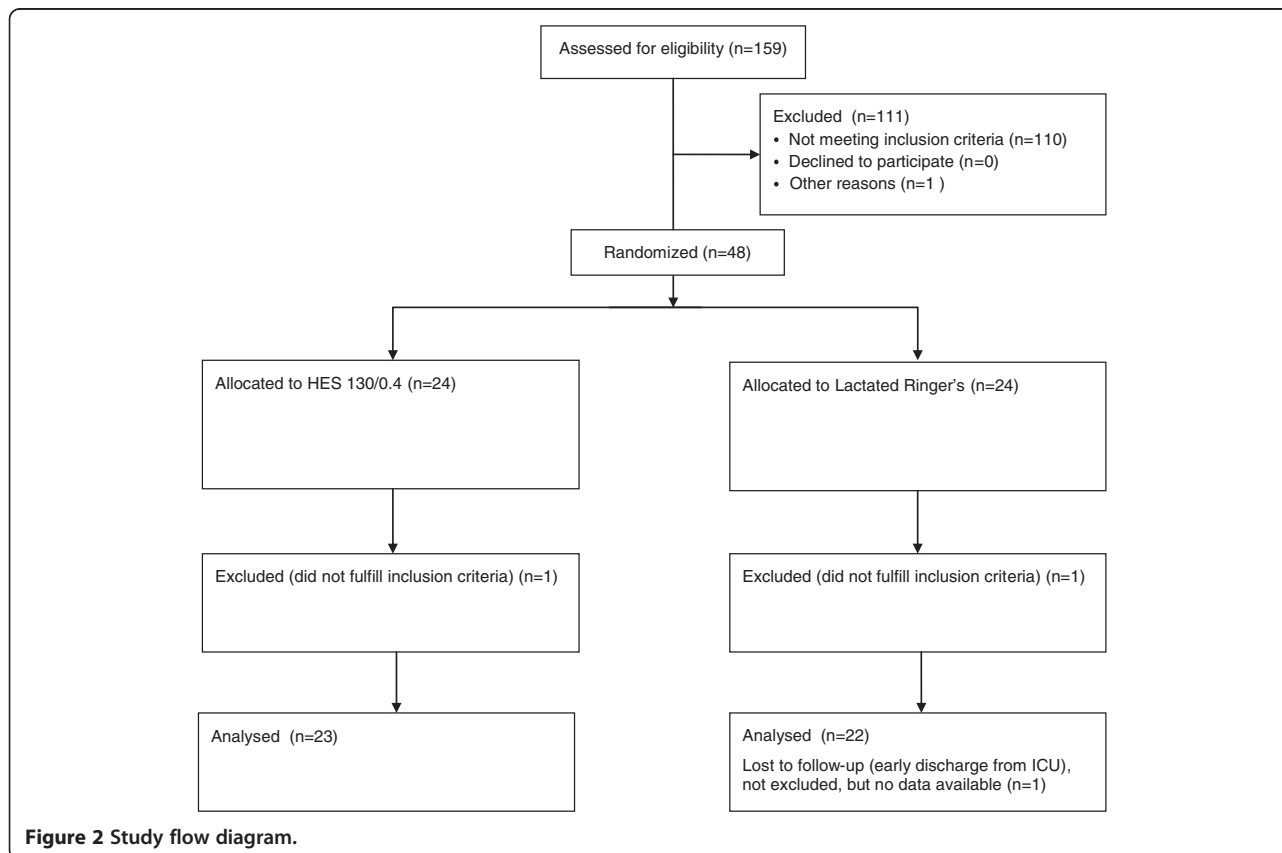 Assessed for eligibility (n=159)
Excluded (n=111)
• Not meeting inclusion criteria (n=110)
• Declined to participate (n=0)
• Other reasons (n=1 )
Randomized (n=48)
Allocated to HES 130/0.4 (n=24)
Allocated to Lactated Ringer's (n=24)
Excluded (did not fulfill inclusion criteria) (n=1)
Excluded (did not fulfill inclusion criteria) (n=1)
Analysed (n=23)
Analysed (n=22)
Lost to follow-up (early discharge from ICU),
not excluded, but no data available (n=1)
Figure 2 Study flow diagram.